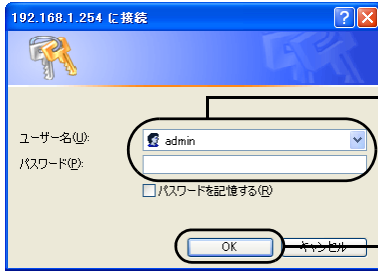 192.168.1.254 に接続
ユーザー名(U):
admin
パスワード(P):
パスワードを記憶する(R)
OK
キャンセル